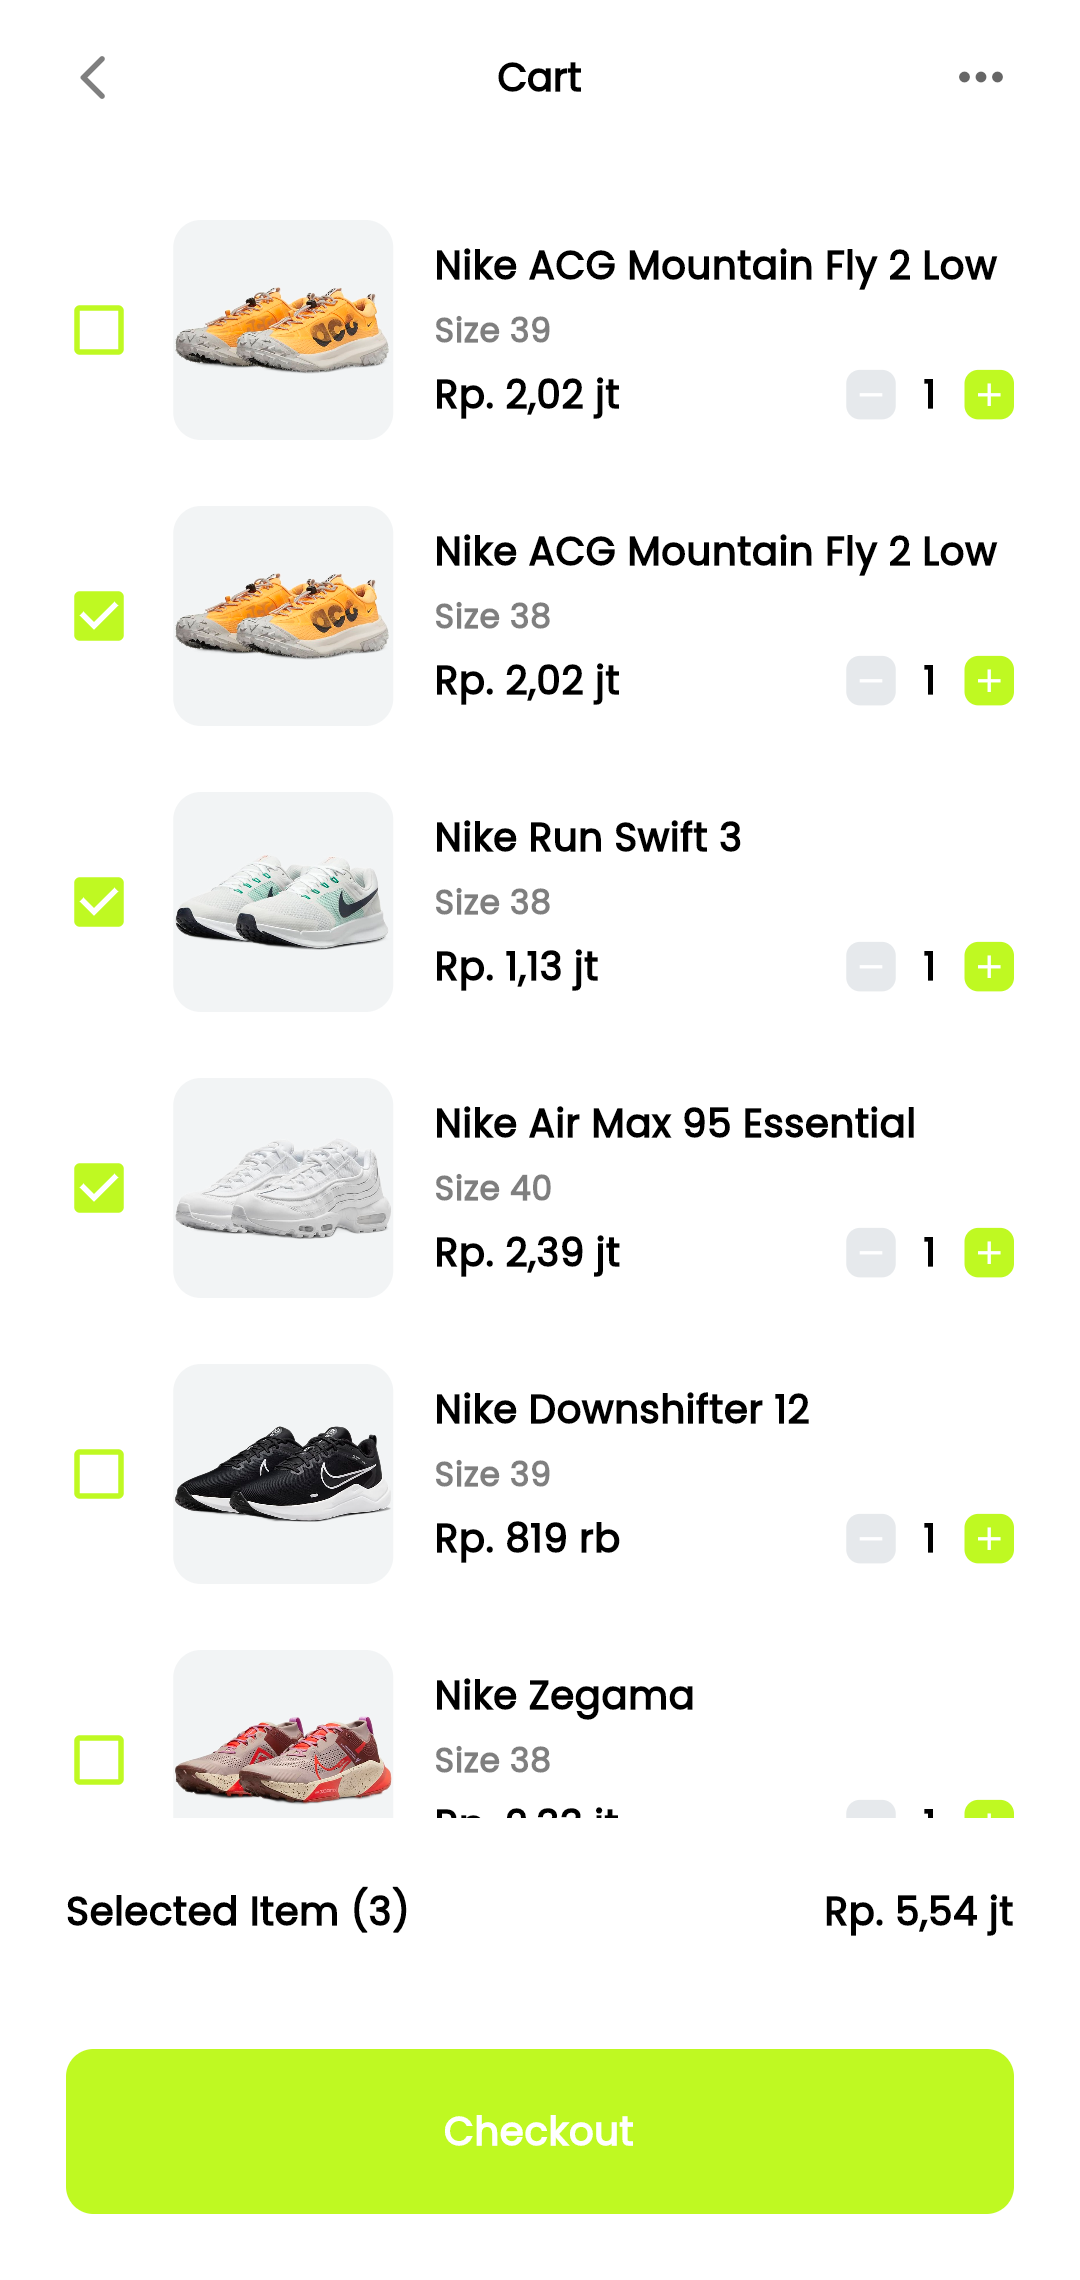 Cart
Nike ACG Mountain Fly 2 Low
Size 39
Rp. 2,02 jt
1
Nike ACG Mountain Fly 2 Low
Size 38
Rp. 2,02 jt
1
Nike Run Swift 3
Size 38
Rp. 1,13 jt
1
Nike Air Max 95 Essential
Size 40
Rp. 2,39 jt
1
Nike Downshifter 12
Size 39
Rp. 819 rb
1
Nike Zegama
Size 38
Selected Item (3)
Rp. 5,54 jt
Checkout